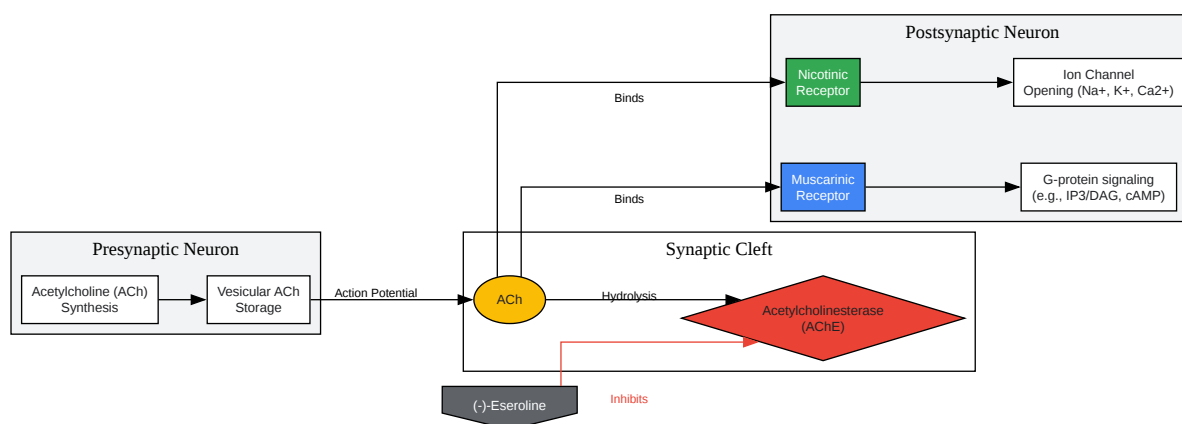 Postsynaptic Neuron
Nicotinic
Receptor
Ion Channel
Opening (Na+, K+, Ca2+)
Binds
Muscarinic
Receptor
G-protein signaling
(e.g., IP3/DAG, cAMP)
Binds
Presynaptic Neuron
Acetylcholine (ACh)
Synthesis
Vesicular ACh
Storage
Action Potential
Synaptic Cleft
ACh
Hydrolysis
Acetylcholinesterase
(AChE)
(-)-Eseroline
Inhibits